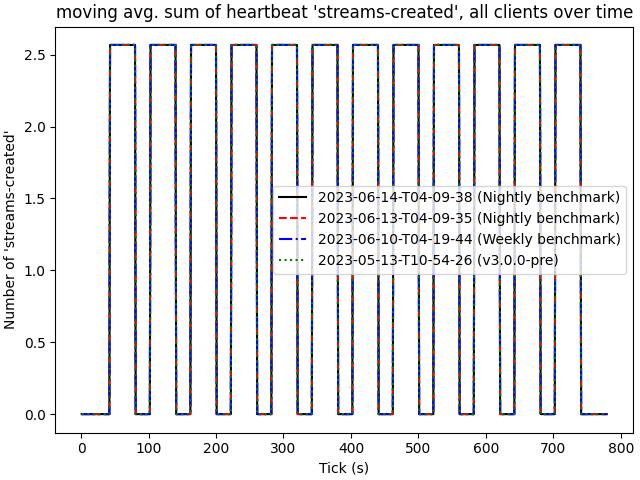 moving avg. sum of heartbeat 'streams-created', all clients over time
Number of 'streams-created'
2.5
2.0
1.5
1.0
0.5
0.0
2023-06-14-T04-09-38 (Nightly benchmark)
2023-06-13-T04-09-35 (Nightly benchmark)
2023-06-10-T04-19-44 (Weekly benchmark)
2023-05-13-T10-54-26 (v3.0.0-pre)
0 100 200 300 400 500 600 700 800
Tick (s)